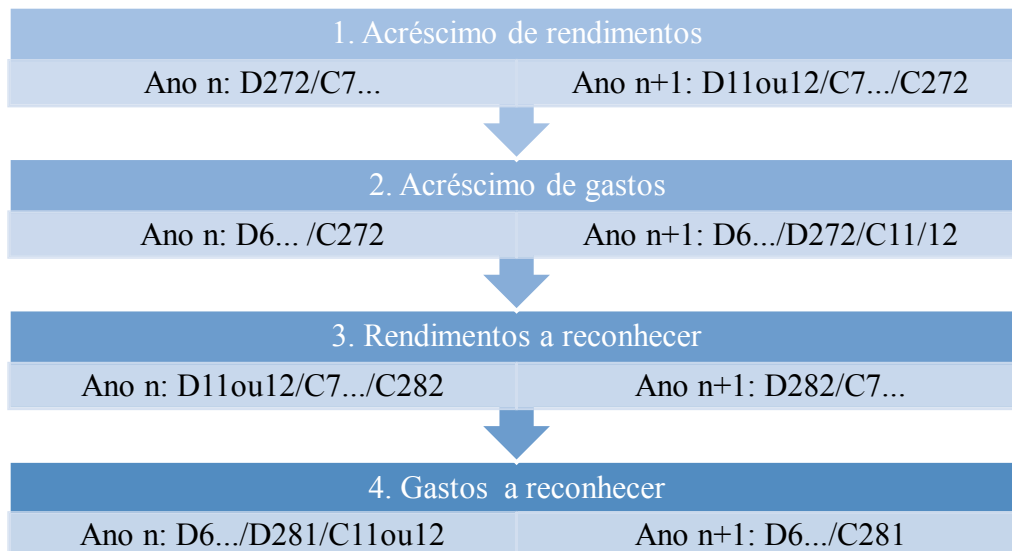 1. Acréscimo de rendimentos
Ano n: D272/C7...
Ano n+1: D11ou12/C7.../C272
2. Acréscimo de gastos
Ano n: D6... /C272
Ano n+1: D6.../D272/C11/12
3. Rendimentos a reconhecer
Ano n: D11ou12/C7.../C282
Ano n+1: D282/C7...
4. Gastos a reconhecer
Ano n: D6.../D281/C11ou12
Ano n+1: D6.../C281